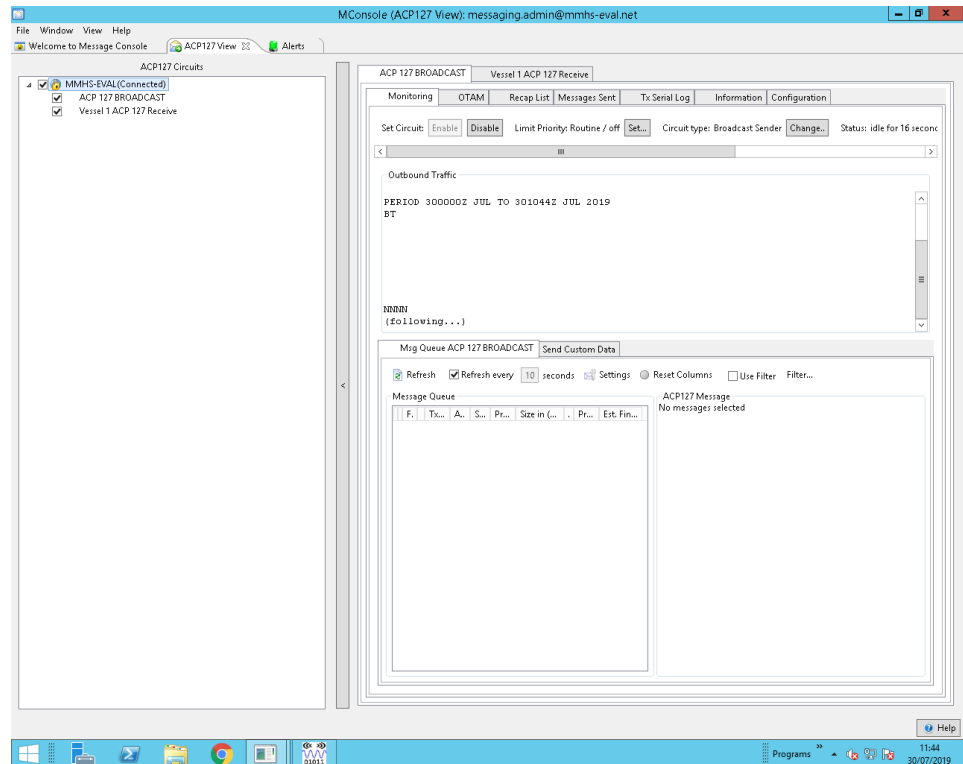 MConsole (ACP127 View): messaging.admin@mmhs-eval.net
File Window View Help
Welcome to Message Console ACP127 View Alerts
ACP127 Circuits
MMHS-EVAL(Connected)
ACP 127 BROADCAST
Vessel 1 ACP 127 Receive
ACP 127 BROADCAST Vessel 1 ACP 127 Receive
Monitoring OTAM Recap List Messages Sent Tx Serial Log Information Configuration
Set Circuit: Enable Disable Limit Priority: Routine / off Set... Circuit type: Broadcast Sender Change.. Status: idle for 16 second
Outbound Traffic
PERIOD 300000Z JUL TO 301044Z JUL 2019
BT
NNNN
(following...)
Msg Queue ACP 127 BROADCAST Send Custom Data
Refresh Refresh every 10 seconds Settings Reset Columns Use Filter Filter...
Message Queue
F. Tx... A.. S... Pr... Size in (... . Pr... Est. Fin...
ACP127 Message
No messages selected
Help
01011
Programs
11:44
30/07/2019